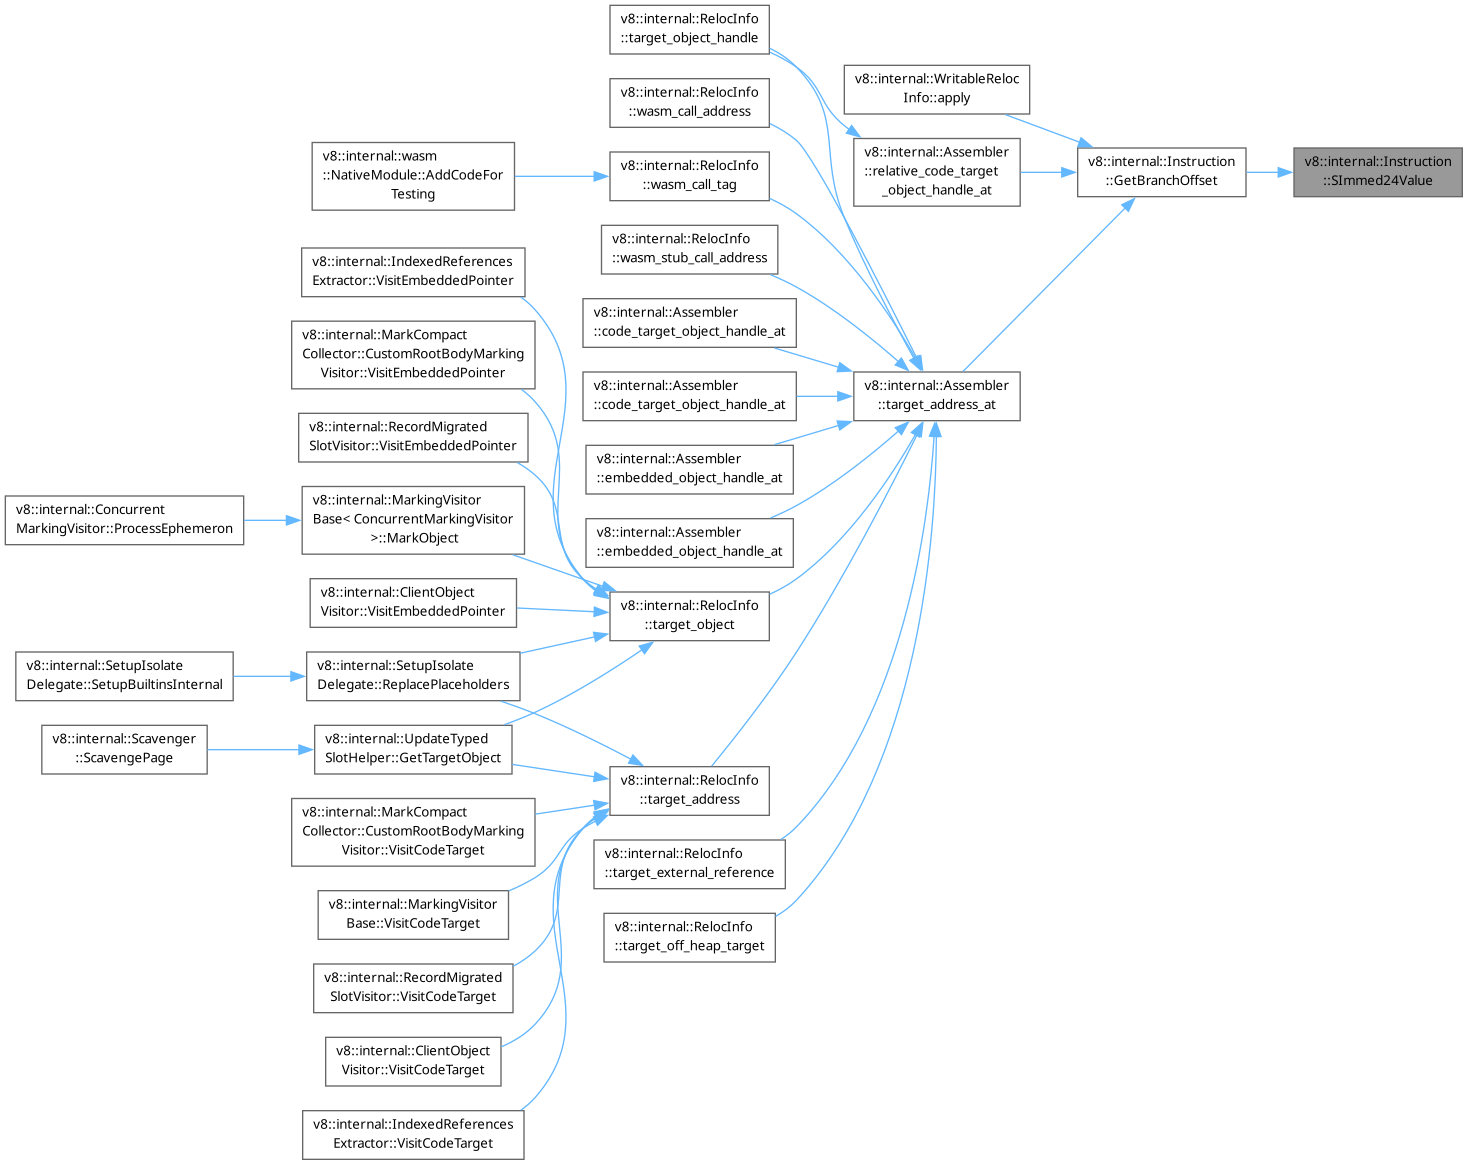 v8::internal::RelocInfo
::target_object_handle
v8::internal::WritableReloc
Info::apply
v8::internal::RelocInfo
::wasm_call_address
v8::internal::Assembler
::relative_code_target
_object_handle_at
v8::internal::Instruction
::GetBranchOffset
v8::internal::Instruction
::SImmed24Value
v8::internal::wasm
::NativeModule::AddCodeFor
Testing
v8::internal::RelocInfo
::wasm_call_tag
v8::internal::RelocInfo
::wasm_stub_call_address
v8::internal::IndexedReferences
Extractor::VisitEmbeddedPointer
v8::internal::Assembler
::code_target_object_handle_at
v8::internal::MarkCompact
Collector::CustomRootBodyMarking
Visitor::VisitEmbeddedPointer
v8::internal::Assembler
::code_target_object_handle_at
v8::internal::Assembler
::target_address_at
v8::internal::RecordMigrated
SlotVisitor::VisitEmbeddedPointer
v8::internal::Assembler
::embedded_object_handle_at
v8::internal::Concurrent
MarkingVisitor::ProcessEphemeron
v8::internal::MarkingVisitor
Base< ConcurrentMarkingVisitor
>::MarkObject
v8::internal::Assembler
::embedded_object_handle_at
v8::internal::ClientObject
Visitor::VisitEmbeddedPointer
v8::internal::RelocInfo
::target_object
v8::internal::SetupIsolate
Delegate::SetupBuiltinsInternal
v8::internal::SetupIsolate
Delegate::ReplacePlaceholders
v8::internal::Scavenger
::ScavengePage
v8::internal::UpdateTyped
SlotHelper::GetTargetObject
v8::internal::RelocInfo
::target_address
v8::internal::MarkCompact
Collector::CustomRootBodyMarking
Visitor::VisitCodeTarget
v8::internal::RelocInfo
::target_external_reference
v8::internal::MarkingVisitor
Base::VisitCodeTarget
v8::internal::RelocInfo
::target_off_heap_target
v8::internal::RecordMigrated
SlotVisitor::VisitCodeTarget
v8::internal::ClientObject
Visitor::VisitCodeTarget
v8::internal::IndexedReferences
Extractor::VisitCodeTarget